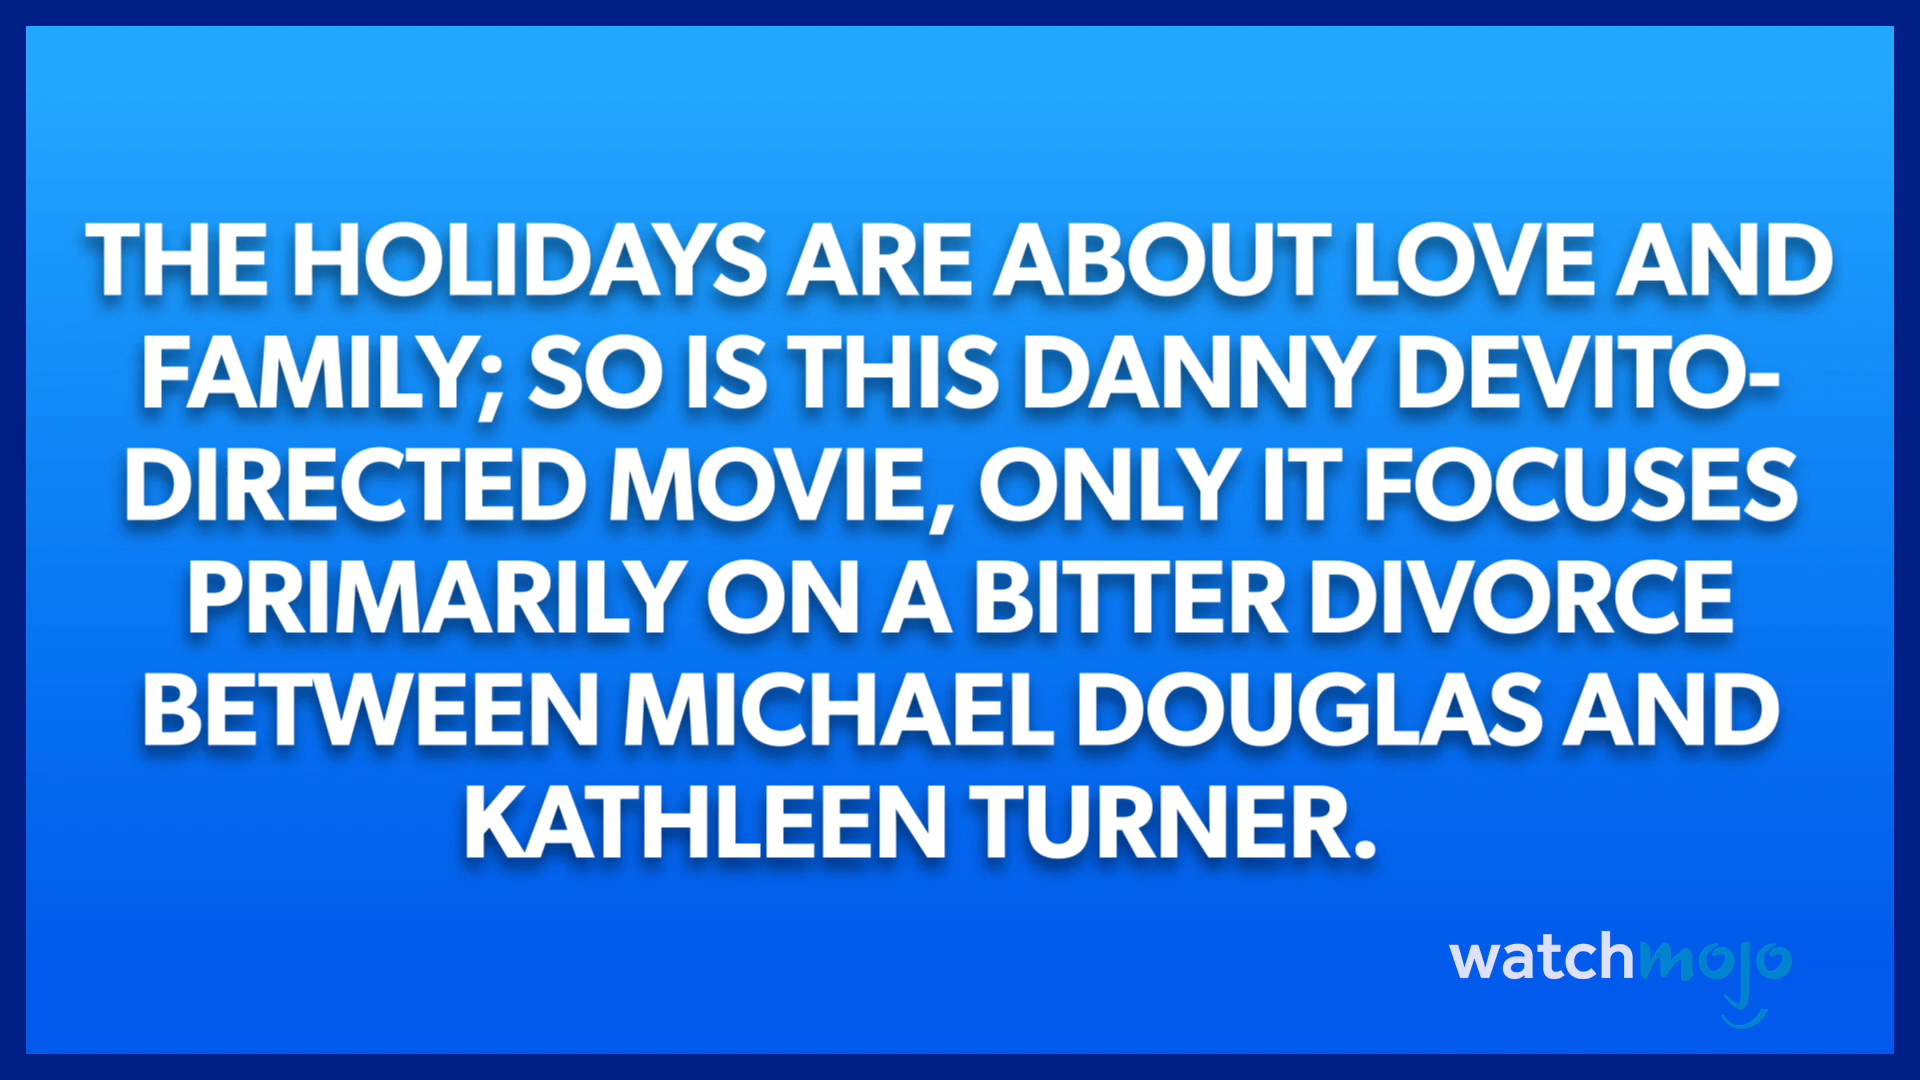 THE HOLIDAYS ARE ABOUT LOVE AND
FAMILY; SO IS THIS DANNY DEVITO-
DIRECTED MOVIE, ONLY IT FOCUSES
PRIMARILY ON A BITTER DIVORCE
BETWEEN MICHAEL DOUGLAS AND
KATHLEEN TURNER.
watchmojo